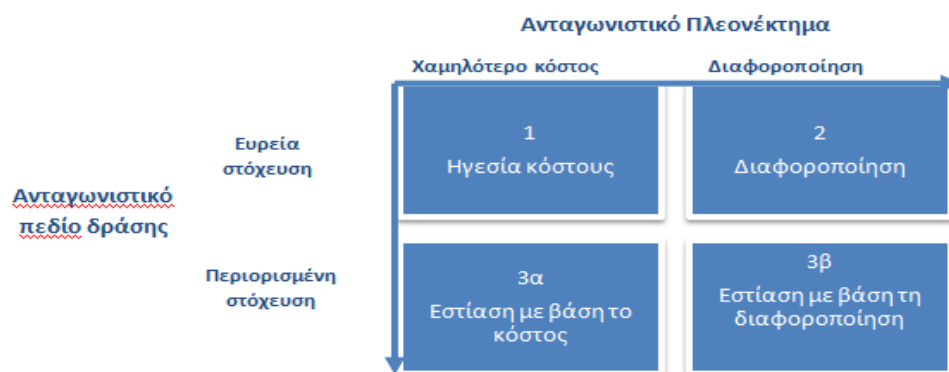 Ανταγωνιστικό Πλεονέκτημα
Χαμηλότερο κόστος
Διαφοροποίηση
Ευρεία
στόχευση
1
Ηγεσία κόστους
2
Διαφοροποίηση
Ανταγωνιστικό
πεδίο δράσης
Περιορισμένη
στόχευση
3α
Εστίαση με βάση το
κόστος
3β
Εστίαση με βάση τη
διαφοροποίηση